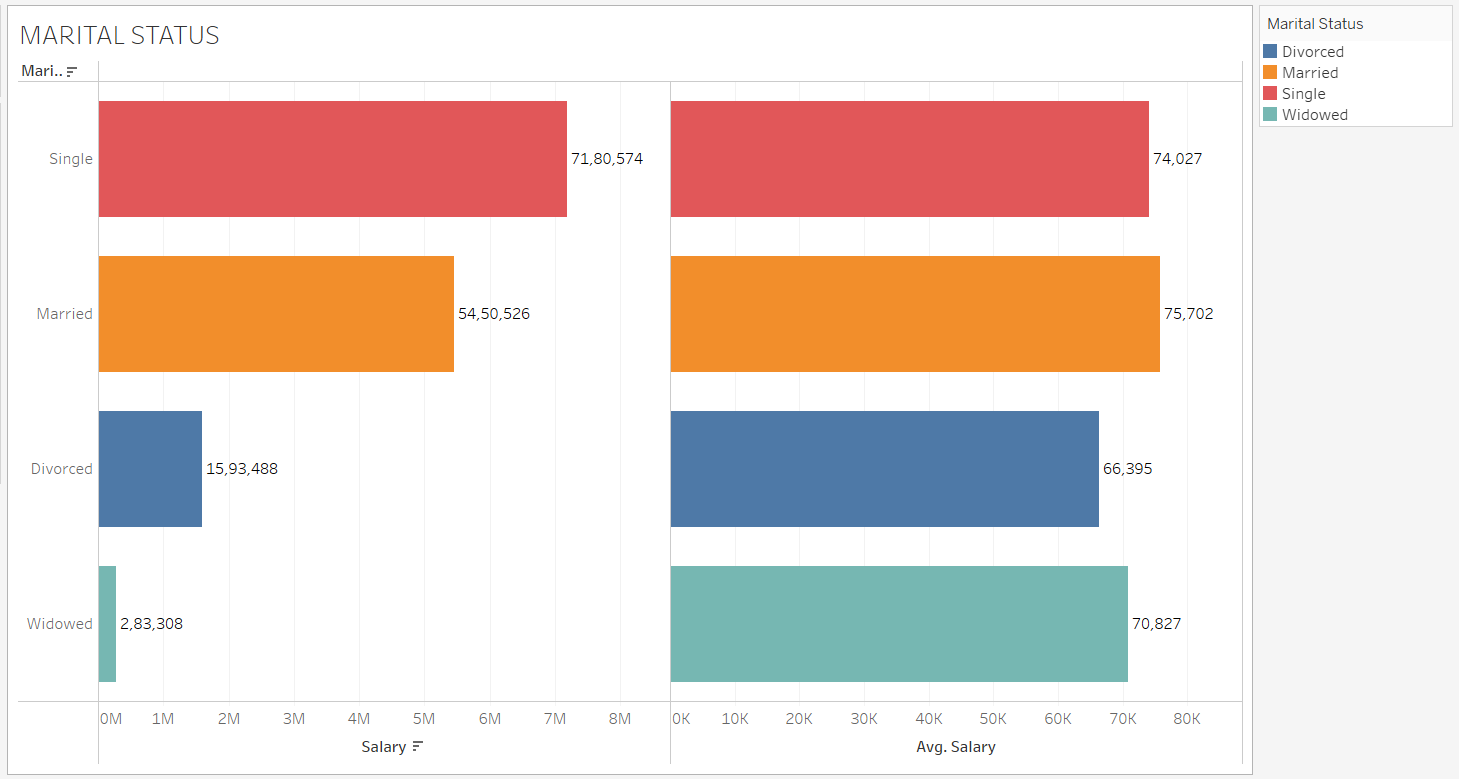 MARITAL STATUS
Mari..
Single
71,80,574
74,027
Married
54,50,526
75,702
Divorced
15,93,488
66,395
Widowed
2,83,308
70,827
0M 1M 2M 3M 4M 5M 6M 7M 8M
0K 10K 20K 30K 40K 50K 60K 70K 80K
Salary
Avg. Salary
Marital Status
Divorced
Married
Single
Widowed